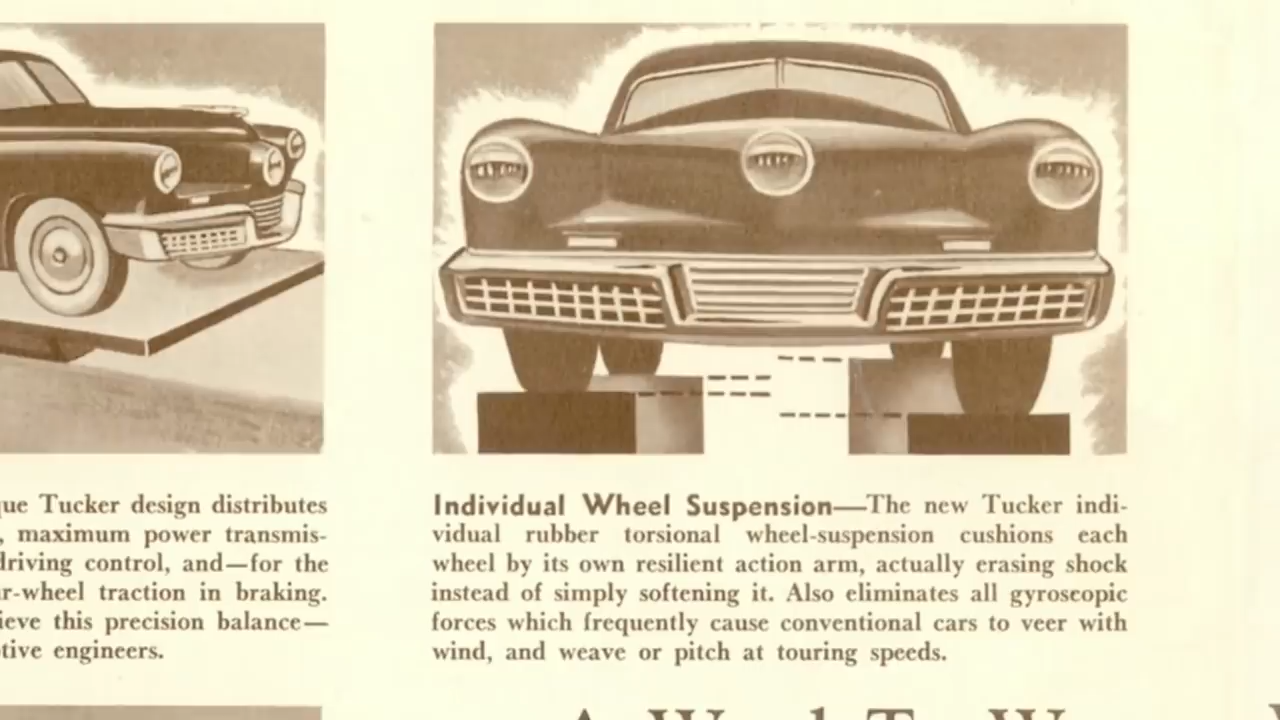 que Tucker design distributes
, maximum power transmis-
driving control, and—for the
r-wheel traction in braking.
ieve this precision balance—
tive engineers.
Individual Wheel Suspension—The new Tucker indi-
vidual rubber torsional wheel-suspension cushions each
wheel by its own resilient action arm, actually erasing shock
instead of simply softening it. Also eliminates all gyroscopic
forces which frequently cause conventional cars to veer with
wind, and weave or pitch at touring speeds.